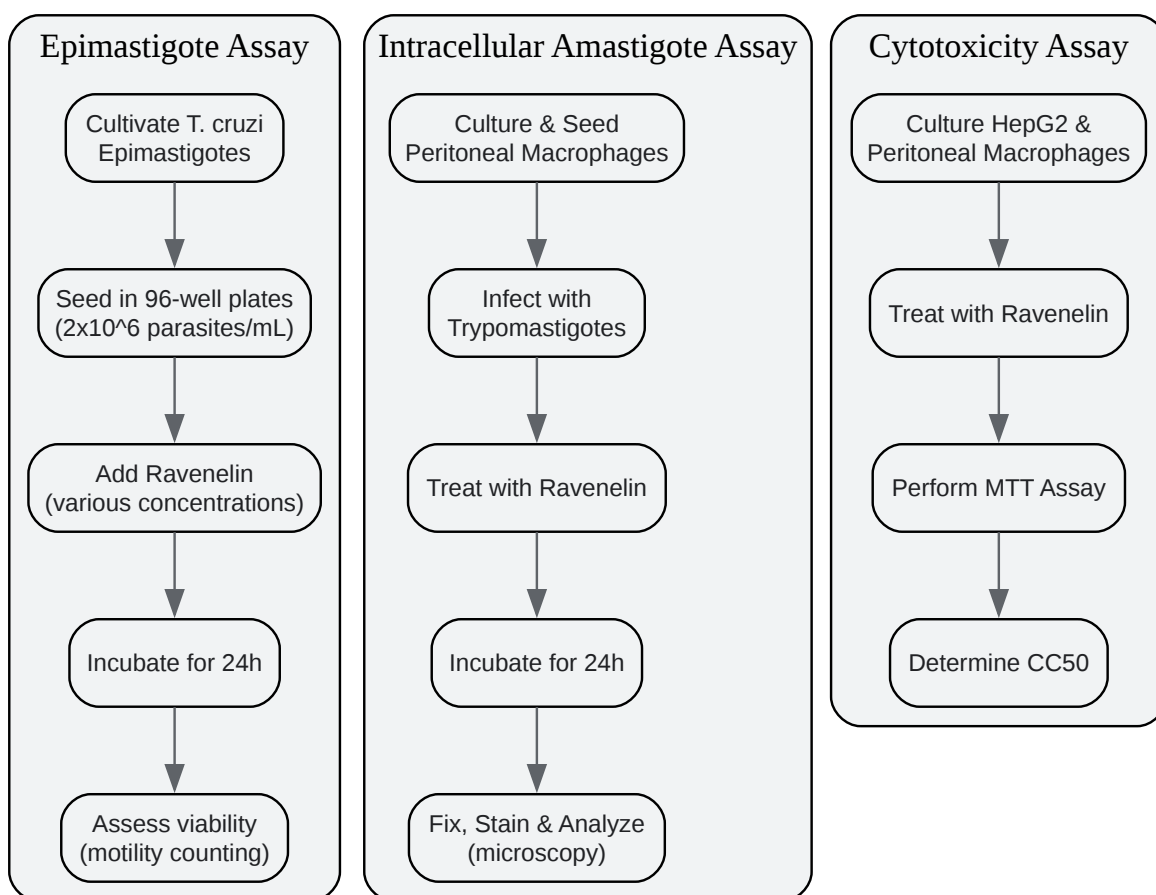 Epimastigote Assay
Cultivate T. cruzi
Epimastigotes
Seed in 96-well plates
(2x10^6 parasites/mL)
Add Ravenelin
(various concentrations)
Incubate for 24h
Assess viability
(motility counting)
Intracellular Amastigote Assay
Culture & Seed
Peritoneal Macrophages
Infect with
Trypomastigotes
Treat with Ravenelin
Incubate for 24h
Fix, Stain & Analyze
(microscopy)
Cytotoxicity Assay
Culture HepG2 &
Peritoneal Macrophages
Treat with Ravenelin
Perform MTT Assay
Determine CC50